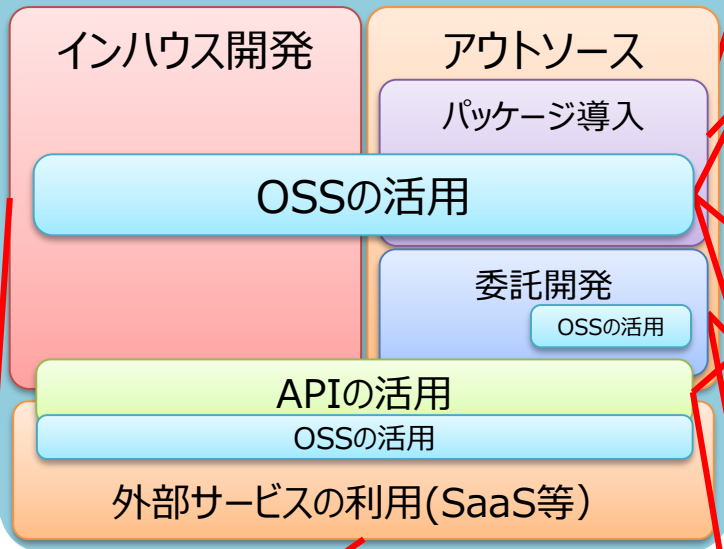 インハウス開発
アウトソース
パッケージ導入
OSSの活用
委託開発
OSSの活用
APIの活用
OSSの活用
外部サービスの利用(SaaS等）